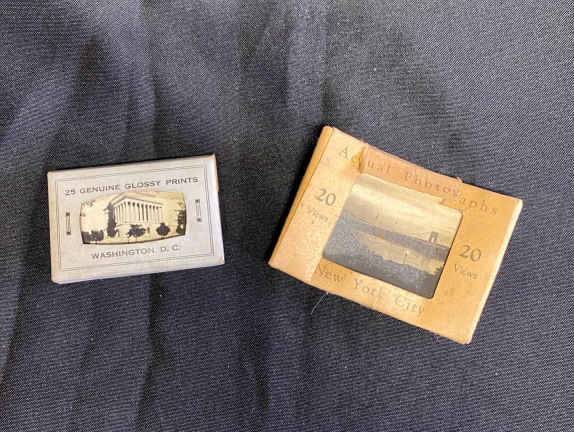 25 GENUINE GLOSSY PRINTS
WASHINGTON, D. C.
Actual Photographs
20
Views
20
Views
New York City